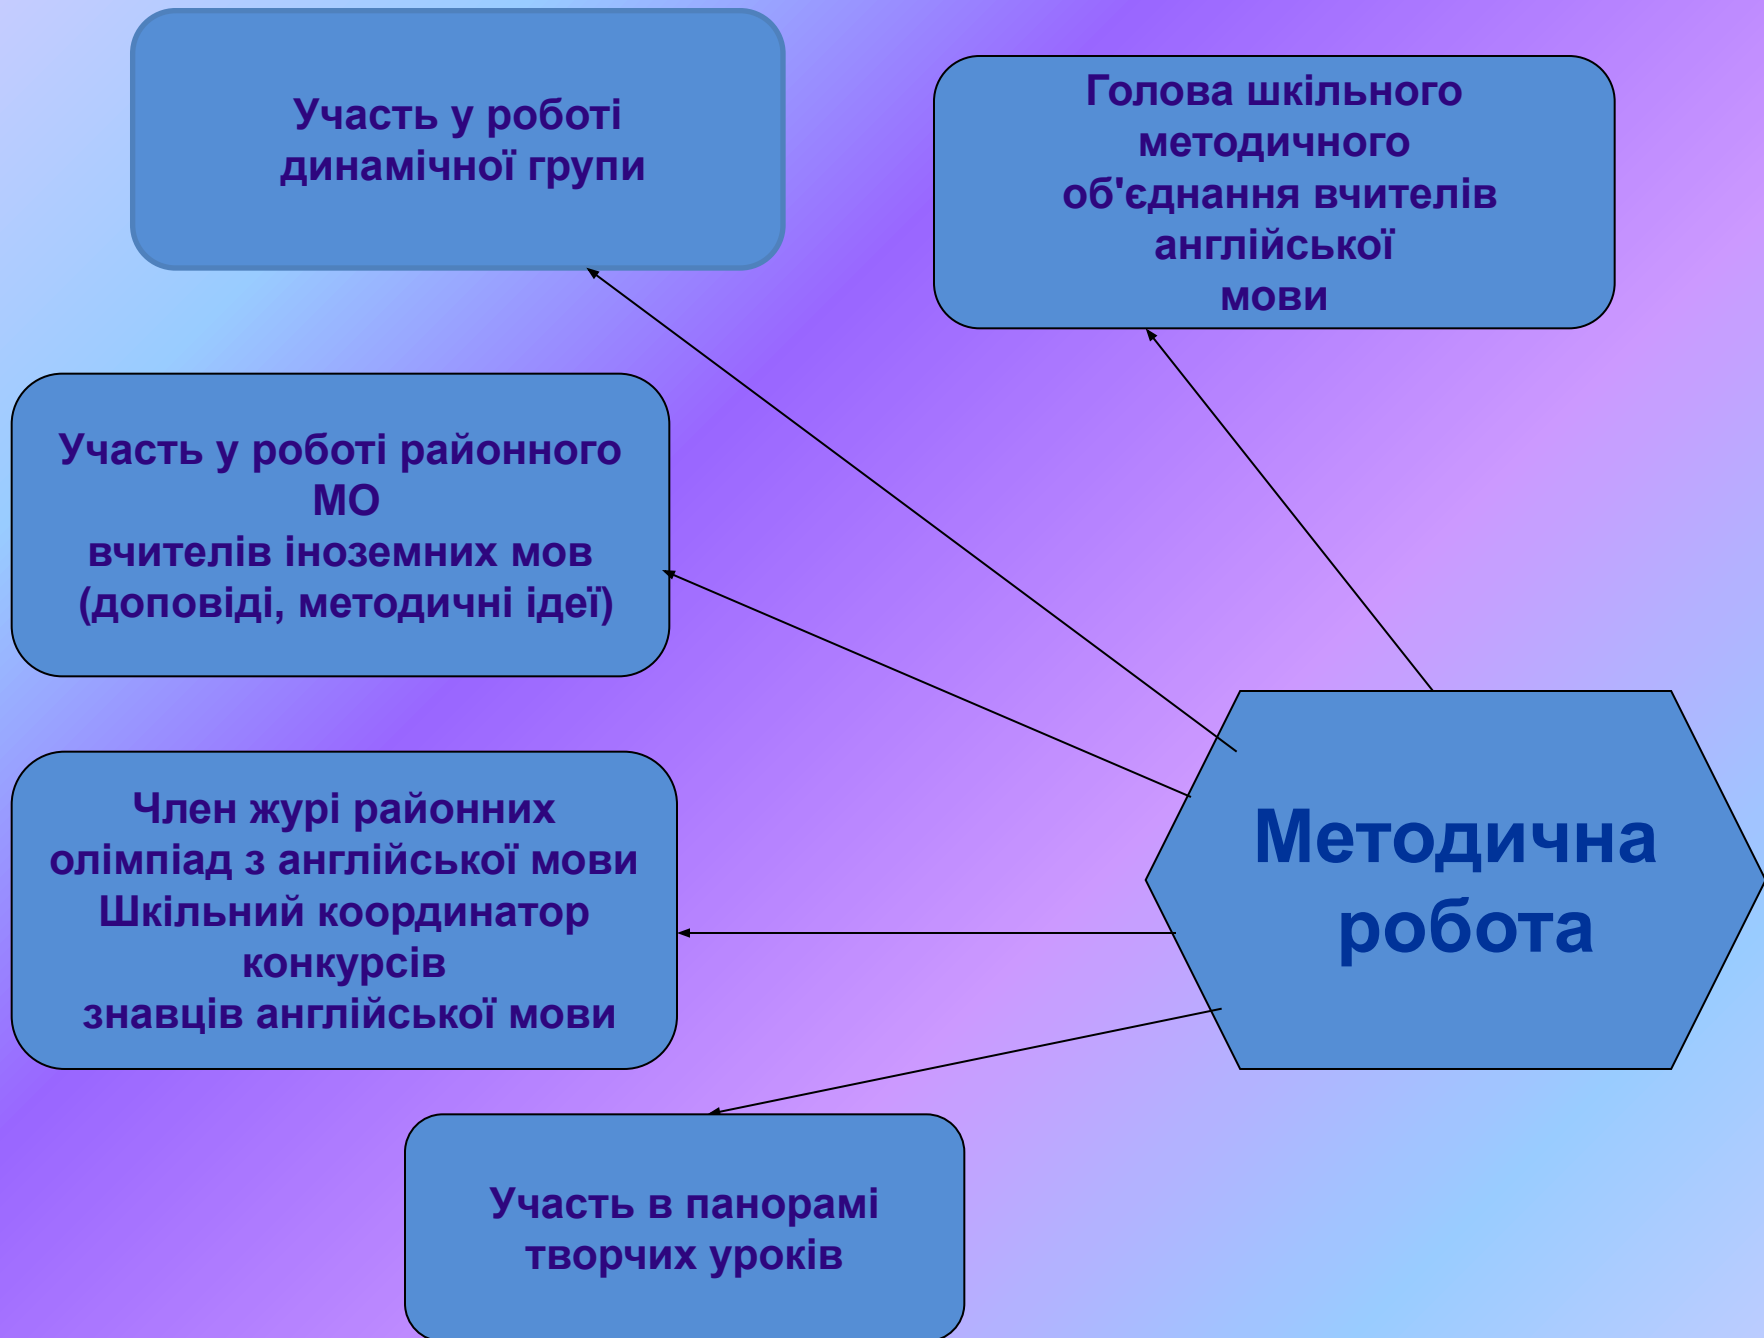 Участь у роботі
динамічної групи
Голова шкільного
методичного
об'єднання вчителів
англійської
мови
Участь у роботі районного
МО
вчителів іноземних мов
(доповіді, методичні ідеї)
Член журі районних
олімпіад з англійської мови
Шкільний координатор
конкурсів
знавців англійської мови
Методична
робота
Участь в панорамі
творчих уроків